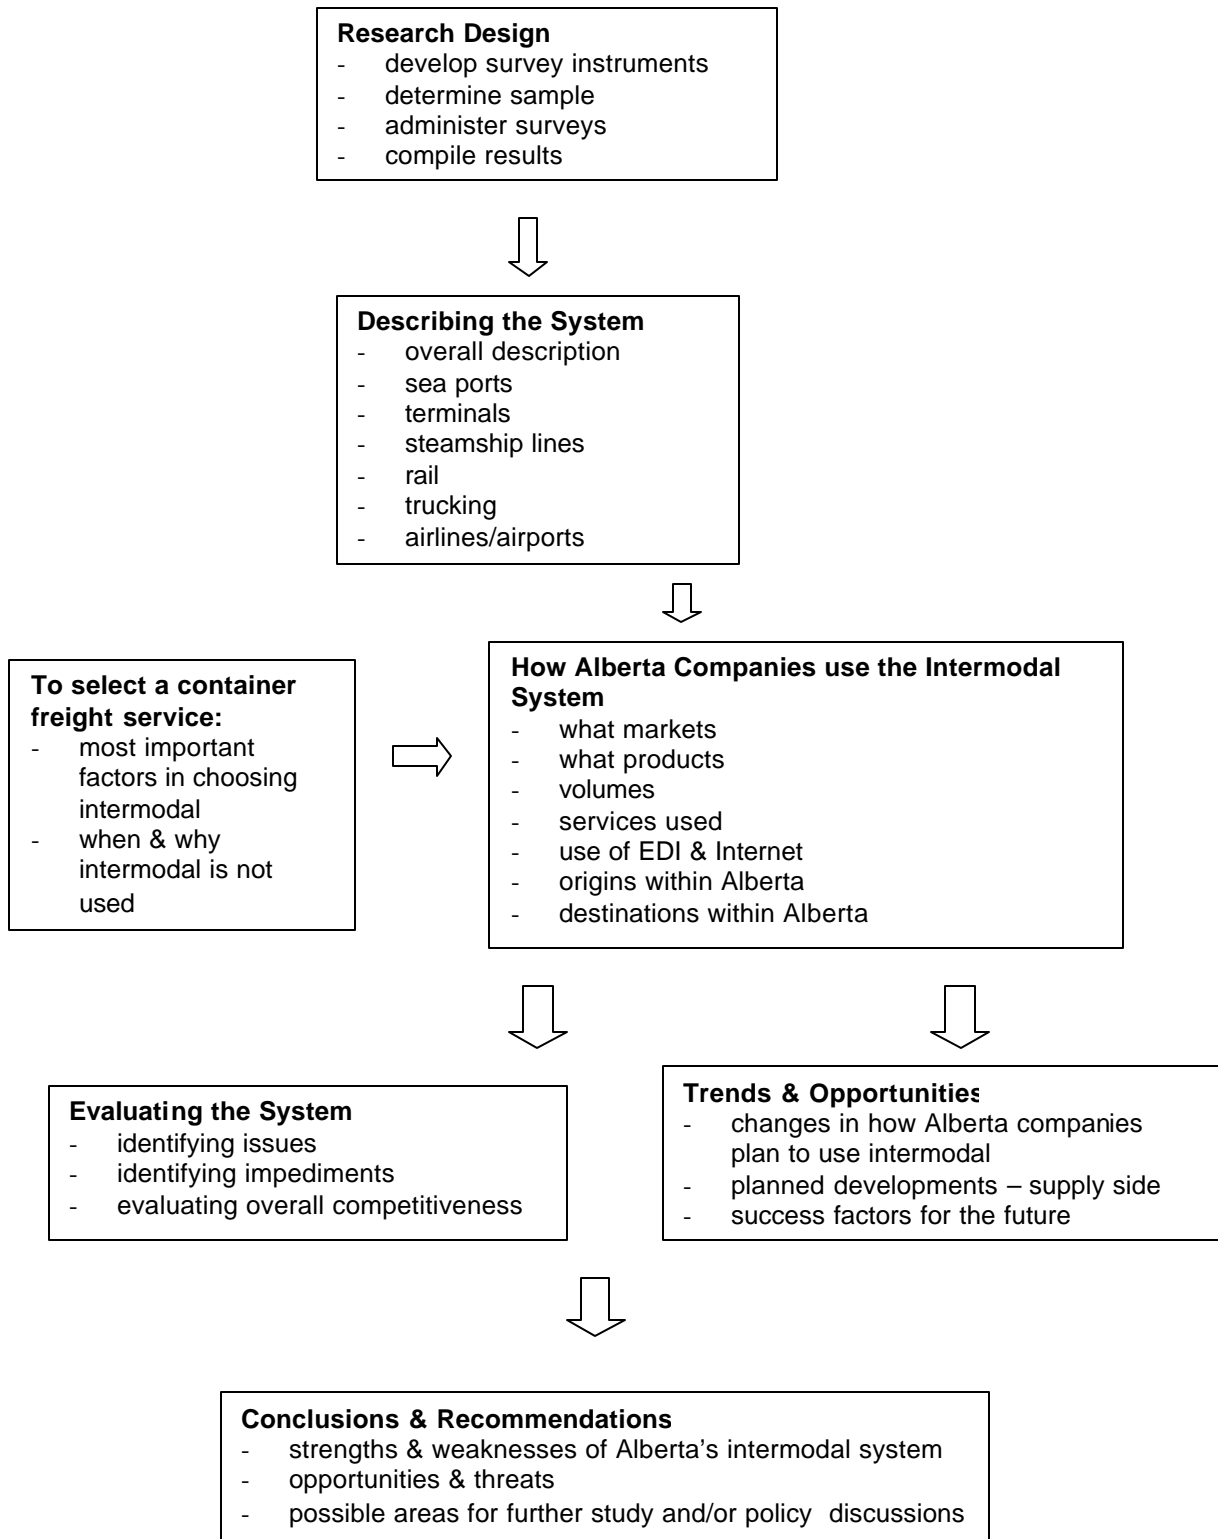 Research Design
- develop survey instruments
- determine sample
- administer surveys
- compile results
Describing the System
- overall description
- sea ports
- terminals
- steamship lines
- rail
- trucking
- airlines/airports
To select a container
freight service:
- most important
factors in choosing
intermodal
- when & why
intermodal is not
used
How Alberta Companies use the Intermodal
System
- what markets
- what products
- volumes
- services used
- use of EDI & Internet
- origins within Alberta
- destinations within Alberta
Evaluating the System
- identifying issues
- identifying impediments
- evaluating overall competitiveness
Trends & Opportunities
- changes in how Alberta companies
plan to use intermodal
- planned developments – supply side
- success factors for the future
Conclusions & Recommendations
- strengths & weaknesses of Alberta’s intermodal system
- opportunities & threats
- possible areas for further study and/or policy discussions